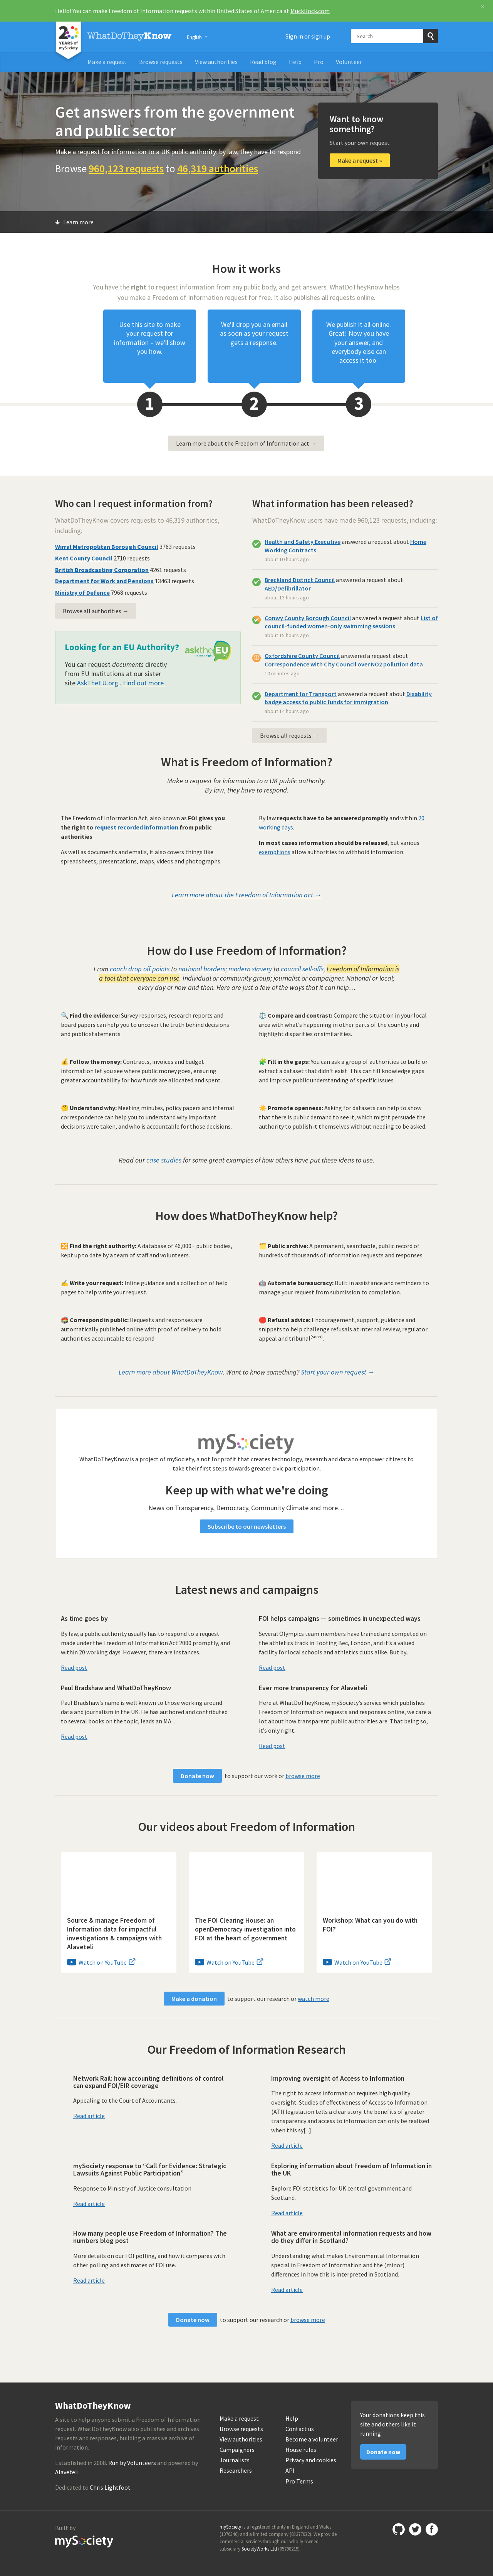 Hello! You can make Freedom of Information requests within United States of America at MuckRock.com
20 YEARS of my soc iety
WhatDoTheyKnow
English
Sign in or sign up
Search
Make a request
Browse requests
View authorities
Read blog
Help
Pro
Volunteer
Get answers from the government
and public sector
Make a request for information to a UK public authority: by law, they have to respond
Browse 960,123 requests to 46,319 authorities
Want to know
something?
Start your own request
Make a request »
Learn more
How it works
You have the right to request information from any public body, and get answers. WhatDoTheyKnow helps
you make a Freedom of Information request for free. It also publishes all requests online.
Use this site to make
your request for
information – we'll show
you how.
We'll drop you an email
as soon as your request
gets a response.
We publish it all online.
Great! Now you have
your answer, and
everybody else can
access it too.
1
2
3
Learn more about the Freedom of Information act →
Who can I request information from?
WhatDoTheyKnow covers requests to 46,319 authorities,
including:
Wirral Metropolitan Borough Council 3763 requests
Kent County Council 2710 requests
British Broadcasting Corporation 4261 requests
Department for Work and Pensions 13463 requests
Ministry of Defence 7968 requests
Browse all authorities →
Looking for an EU Authority?
asktheEU
You can request documents directly
from EU Institutions at our sister
site AskTheEU.org . Find out more .
What information has been released?
WhatDoTheyKnow users have made 960,123 requests, including:
Health and Safety Executive answered a request about Home
Working Contracts
about 10 hours ago
Breckland District Council answered a request about
AED/Defibrillator
about 13 hours ago
Conwy County Borough Council answered a request about List of
council-funded women-only swimming sessions
about 15 hours ago
Oxfordshire County Council answered a request about
Correspondence with City Council over NO2 pollution data
10 minutes ago
Department for Transport answered a request about Disability
badge access to public funds for immigration
about 14 hours ago
Browse all requests →
What is Freedom of Information?
Make a request for information to a UK public authority.
By law, they have to respond.
The Freedom of Information Act, also known as FOI gives you
the right to request recorded information from public
authorities.
As well as documents and emails, it also covers things like
spreadsheets, presentations, maps, videos and photographs.
By law requests have to be answered promptly and within 20
working days.
In most cases information should be released, but various
exemptions allow authorities to withhold information.
Learn more about the Freedom of Information act →
How do I use Freedom of Information?
From coach drop off points to national borders; modern slavery to council sell-offs, Freedom of Information is
a tool that everyone can use. Individual or community group; journalist or campaigner. National or local;
every day or now and then. Here are just a few of the ways that it can help…
Find the evidence: Survey responses, research reports and
board papers can help you to uncover the truth behind decisions
and public statements.
Compare and contrast: Compare the situation in your local
area with what's happening in other parts of the country and
highlight disparities or similarities.
Follow the money: Contracts, invoices and budget
information let you see where public money goes, ensuring
greater accountability for how funds are allocated and spent.
Fill in the gaps: You can ask a group of authorities to build or
extract a dataset that didn't exist. This can fill knowledge gaps
and improve public understanding of specific issues.
Understand why: Meeting minutes, policy papers and internal
correspondence can help you to understand why important
decisions were taken, and who is accountable for those decisions.
Promote openness: Asking for datasets can help to show
that there is public demand to see it, which might persuade the
authority to publish it themselves without needing to be asked.
Read our case studies for some great examples of how others have put these ideas to use.
How does WhatDoTheyKnow help?
Find the right authority: A database of 46,000+ public bodies,
kept up to date by a team of staff and volunteers.
Public archive: A permanent, searchable, public record of
hundreds of thousands of information requests and responses.
Write your request: Inline guidance and a collection of help
pages to help write your request.
Automate bureaucracy: Built in assistance and reminders to
manage your request from submission to completion.
Correspond in public: Requests and responses are
automatically published online with proof of delivery to hold
authorities accountable to respond.
Refusal advice: Encouragement, support, guidance and
snippets to help challenge refusals at internal review, regulator
appeal and tribunal(soon).
Learn more about WhatDoTheyKnow. Want to know something? Start your own request →
mySociety
WhatDoTheyKnow is a project of mySociety, a not for profit that creates technology, research and data to empower citizens to
take their first steps towards greater civic participation.
Keep up with what we're doing
News on Transparency, Democracy, Community Climate and more…
Subscribe to our newsletters
Latest news and campaigns
As time goes by
By law, a public authority usually has to respond to a request
made under the Freedom of Information Act 2000 promptly, and
within 20 working days. However, there are instances...
Read post
FOI helps campaigns — sometimes in unexpected ways
Several Olympics team members have trained and competed on
the athletics track in Tooting Bec, London, and it's a valued
facility for local schools and athletics clubs alike. But by...
Read post
Paul Bradshaw and WhatDoTheyKnow
Paul Bradshaw's name is well known to those working around
data and journalism in the UK. He has authored and contributed
to several books on the topic, leads an MA...
Read post
Ever more transparency for Alaveteli
Here at WhatDoTheyKnow, mySociety's service which publishes
Freedom of Information requests and responses online, we care a
lot about how transparent public authorities are. That being so,
it's only right...
Read post
Donate now to support our work or browse more
Our videos about Freedom of Information
Source & manage Freedom of
Information data for impactful
investigations & campaigns with
Alaveteli
Watch on YouTube
The FOI Clearing House: an
openDemocracy investigation into
FOI at the heart of government
Watch on YouTube
Workshop: What can you do with
FOI?
Watch on YouTube
Make a donation to support our research or watch more
Our Freedom of Information Research
Network Rail: how accounting definitions of control
can expand FOI/EIR coverage
Appealing to the Court of Accountants.
Read article
Improving oversight of Access to Information
The right to access information requires high quality
oversight. Studies of effectiveness of Access to Information
(ATI) legislation tells a clear story: the benefits of greater
transparency and access to information can only be realised
when this sy[...]
Read article
mySociety response to “Call for Evidence: Strategic
Lawsuits Against Public Participation”
Response to Ministry of Justice consultation
Read article
Exploring information about Freedom of Information in
the UK
Explore FOI statistics for UK central government and
Scotland.
Read article
How many people use Freedom of Information? The
numbers blog post
More details on our FOI polling, and how it compares with
other polling and estimates of FOI use.
Read article
What are environmental information requests and how
do they differ in Scotland?
Understanding what makes Environmental Information
special in Freedom of Information and the (minor)
differences in how this is interpreted in Scotland.
Read article
Donate now to support our research or browse more
WhatDoTheyKnow
A site to help anyone submit a Freedom of Information
request. WhatDoTheyKnow also publishes and archives
requests and responses, building a massive archive of
information.
Established in 2008. Run by Volunteers and powered by
Alaveteli.
Dedicated to Chris Lightfoot.
Make a request
Browse requests
View authorities
Campaigners
Journalists
Researchers
Help
Contact us
Become a volunteer
House rules
Privacy and cookies
API
Pro Terms
Your donations keep this
site and others like it
running
Donate now
Built by
mySociety
mySociety is a registered charity in England and Wales
(1076346) and a limited company (03277032). We provide
commercial services through our wholly owned
subsidiary SocietyWorks Ltd (05798215).